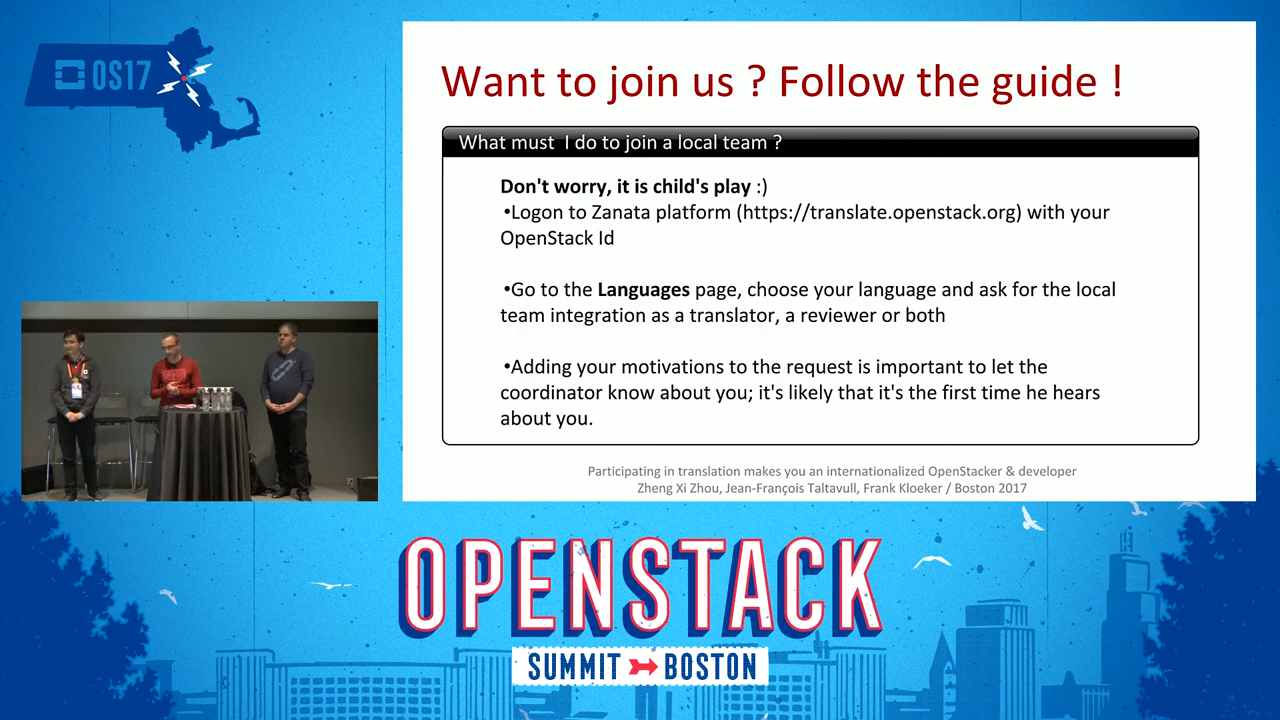 OS17
Want to join us ? Follow the guide !
What must  I do to join a local team ?
Don't worry, it is child's play :)
•Logon to Zanata platform (https://translate.openstack.org) with your
OpenStack Id
•Go to the Languages page, choose your language and ask for the local
team integration as a translator, a reviewer or both
•Adding your motivations to the request is important to let the
coordinator know about you; it's likely that it's the first time he hears
about you.
Participating in translation makes you an internationalized OpenStacker & developer
Zheng Xi Zhou, Jean-François Taltavull, Frank Kloeker / Boston 2017
OPENSTACK
SUMMIT BOSTON